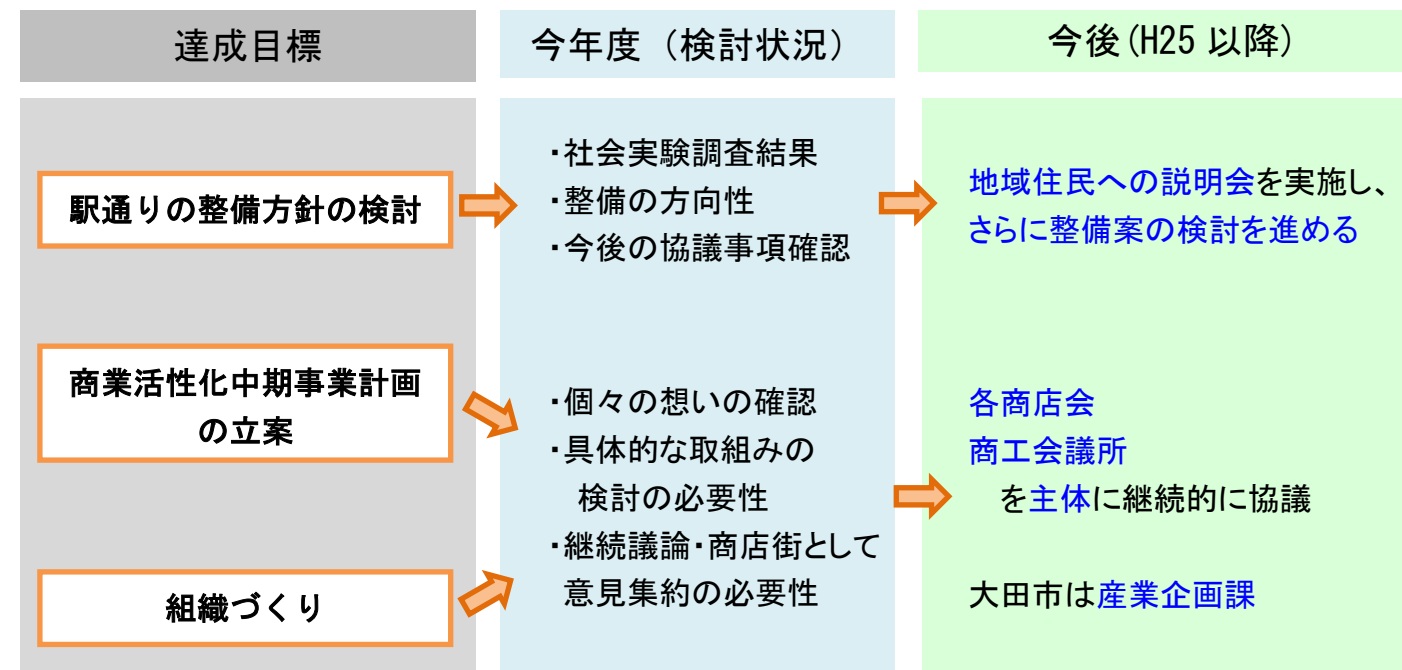 達成目標
今年度（検討状況）
今後(H25 以降)
駅通りの整備方針の検討
・社会実験調査結果
・整備の方向性
・今後の協議事項確認
地域住民への説明会を実施し、
さらに整備案の検討を進める
商業活性化中期事業計画
の立案
組織づくり
・個々の想いの確認
・具体的な取組みの
検討の必要性
・継続議論・商店街として
意見集約の必要性
各商店会
商工会議所
を主体に継続的に協議
大田市は産業企画課